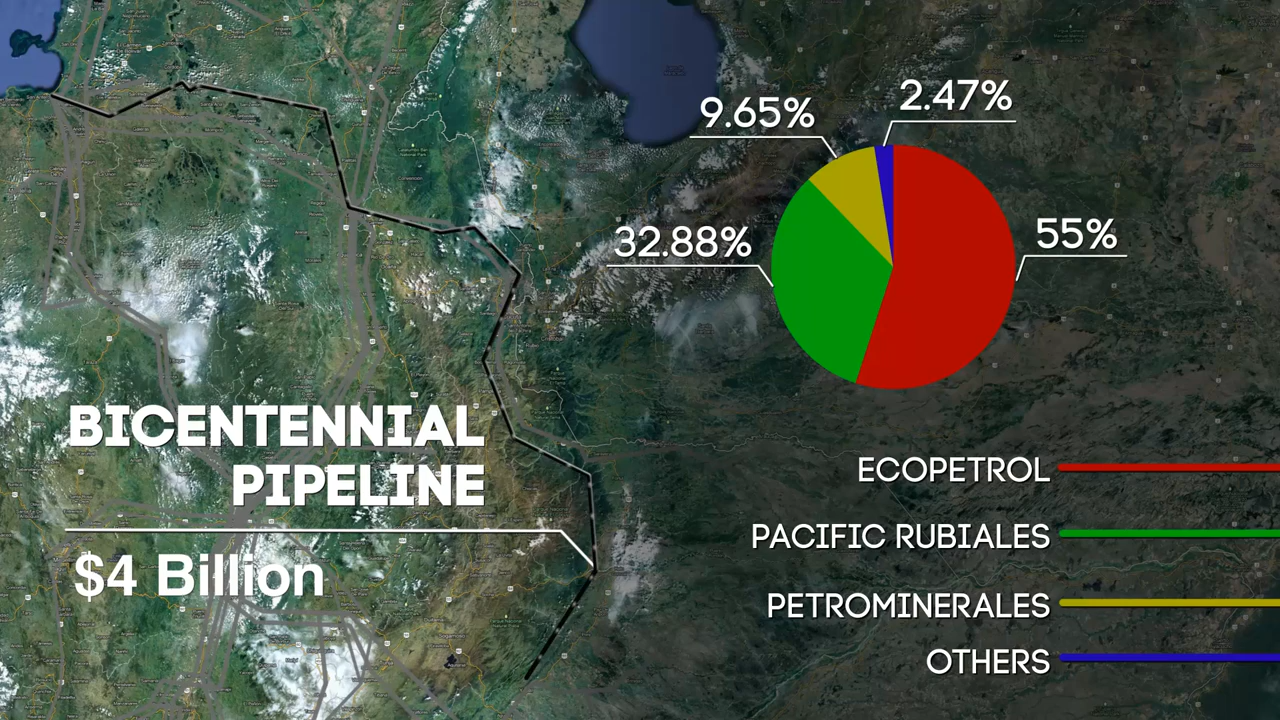 9.65%
2.47%
32.88%
55%
BICENTENNIAL
PIPELINE
$4 Billion
ECOPETROL
PACIFIC RUBIALES
PETROMINERALES
OTHERS